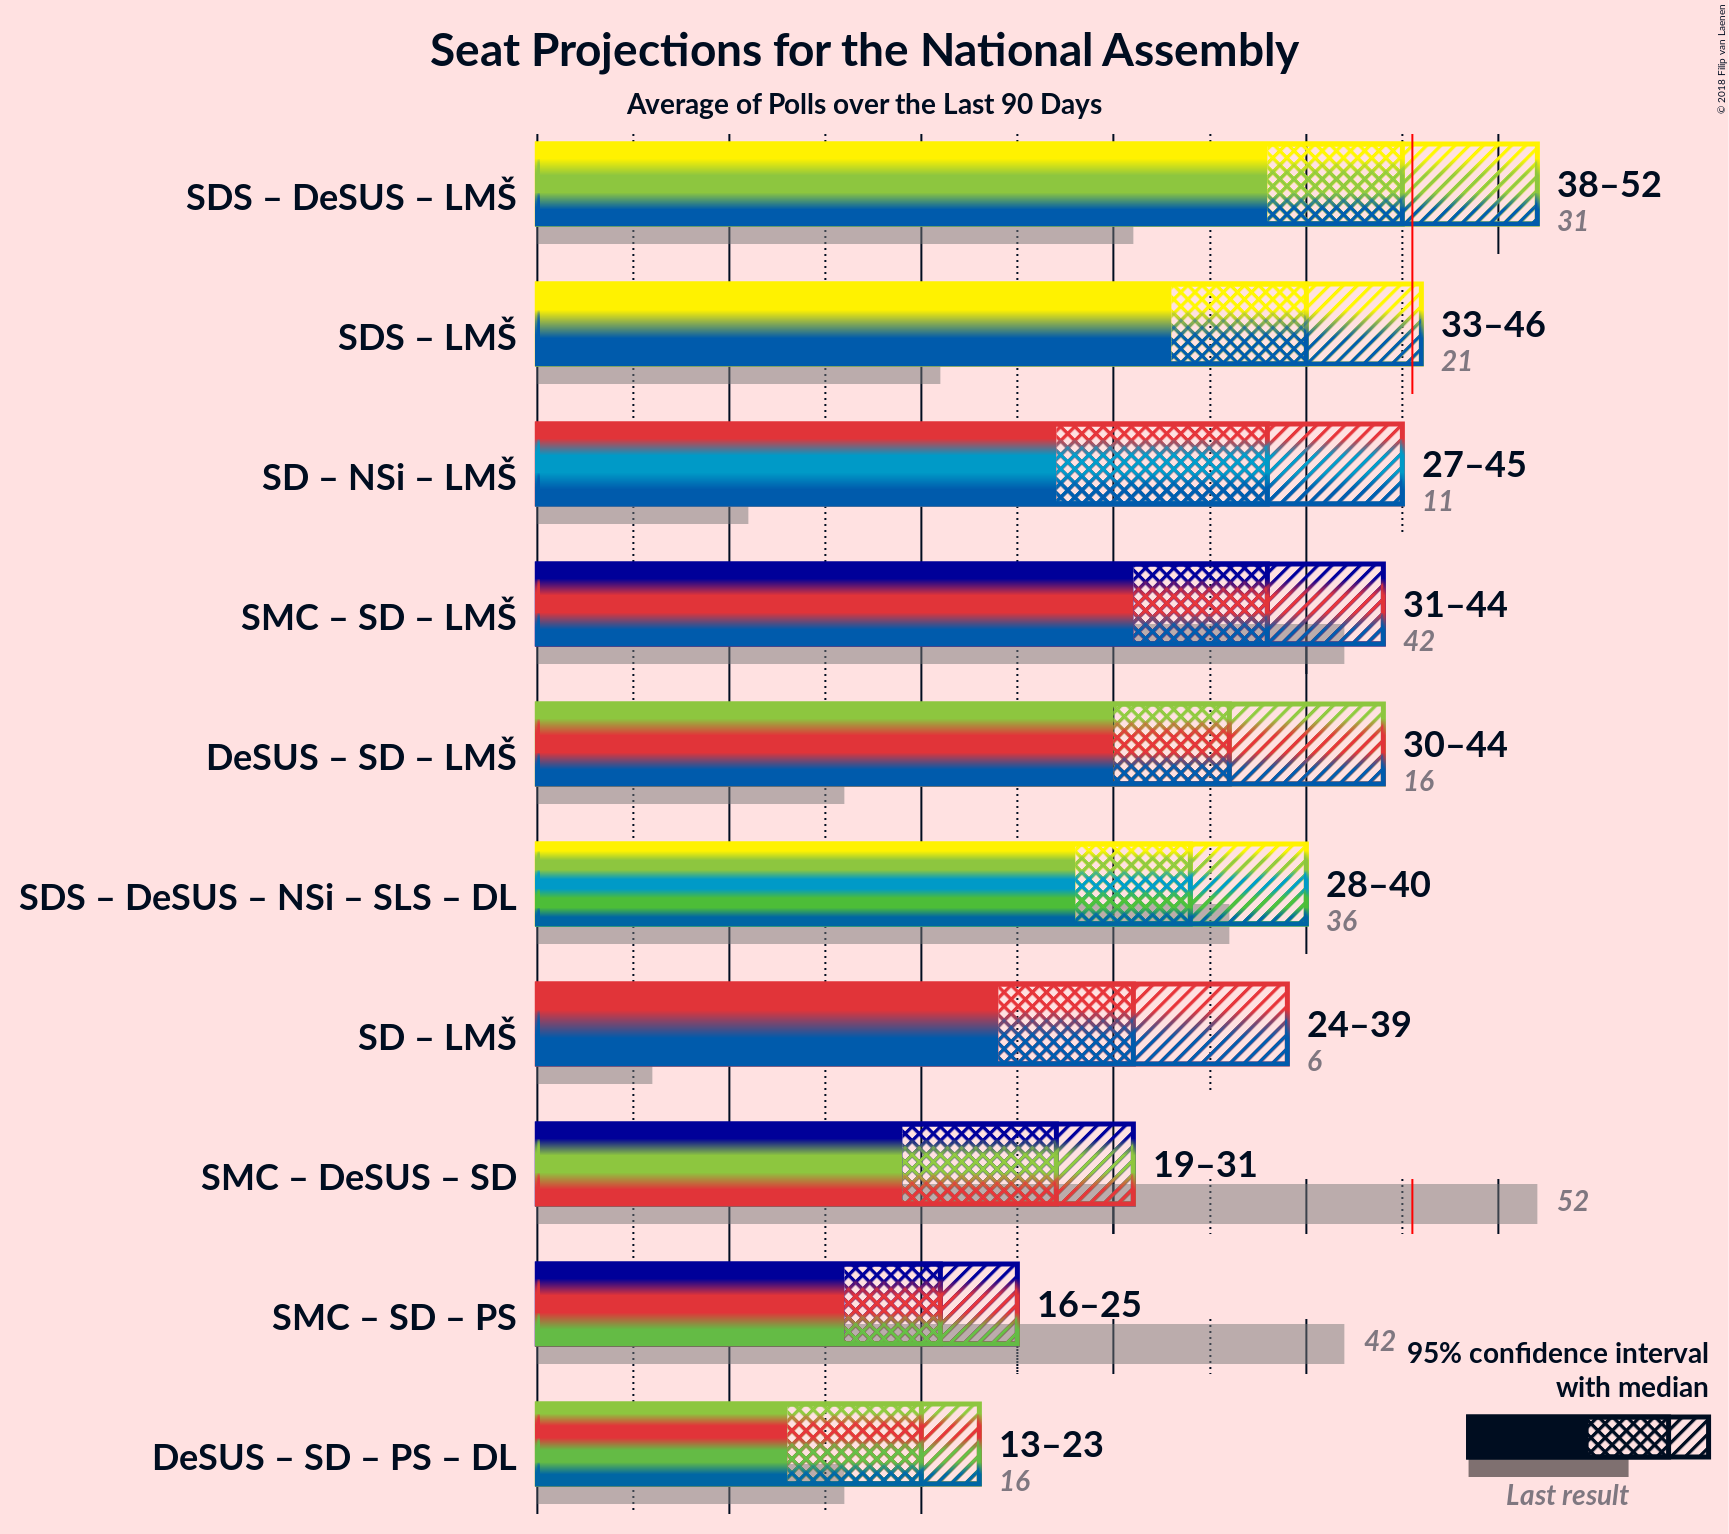 Seat Projections for the National Assembly
Average of Polls over the Last 90 Days
© 2018 Filip van Laenen
SDS – DeSUS – LMŠ
38–52
31
SDS – LMŠ
33–46
21
SD – NSi – LMŠ
27–45
11
SMC – SD – LMŠ
31–44
42
DeSUS – SD – LMŠ
30–44
16
SDS – DeSUS – NSi – SLS – DL
28–40
36
SD – LMŠ
24–39
6
SMC – DeSUS – SD
19–31
52
SMC – SD – PS
16–25
42
DeSUS – SD – PS – DL
13–23
16
95% confidence interval
with median
Last result